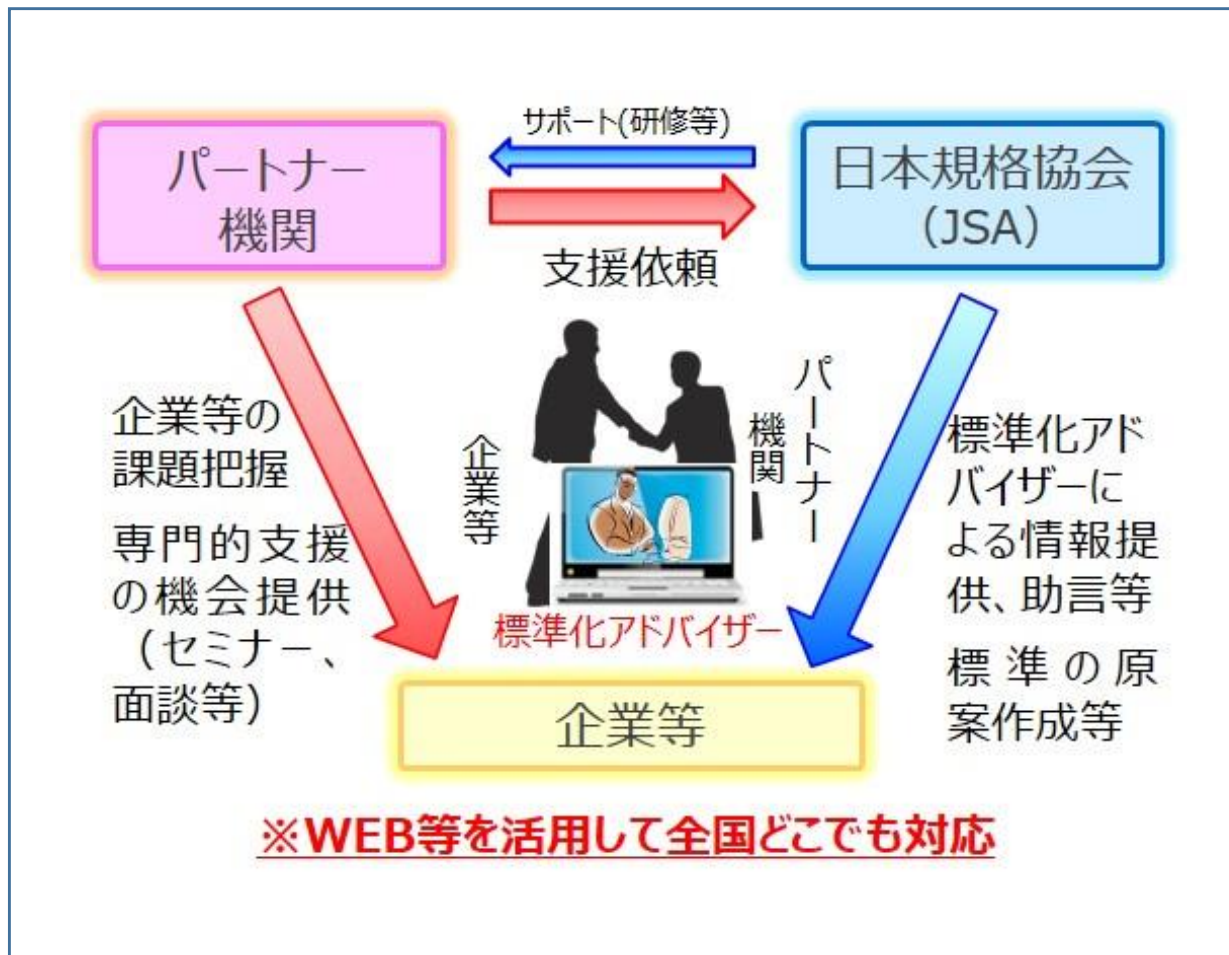 サポート(研修等)
パートナー
機関
日本規格協会
(JSA)
支援依頼
企業等の
課題把握
専門的支援
の機会提供
(セミナー、
面談等)
企業等
パートナー
機関
標準化アドバイザー
標準化アド
バイザーに
よる情報提
供、助言等
標準の原
案作成等
企業等
※WEB等を活用して全国どこでも対応